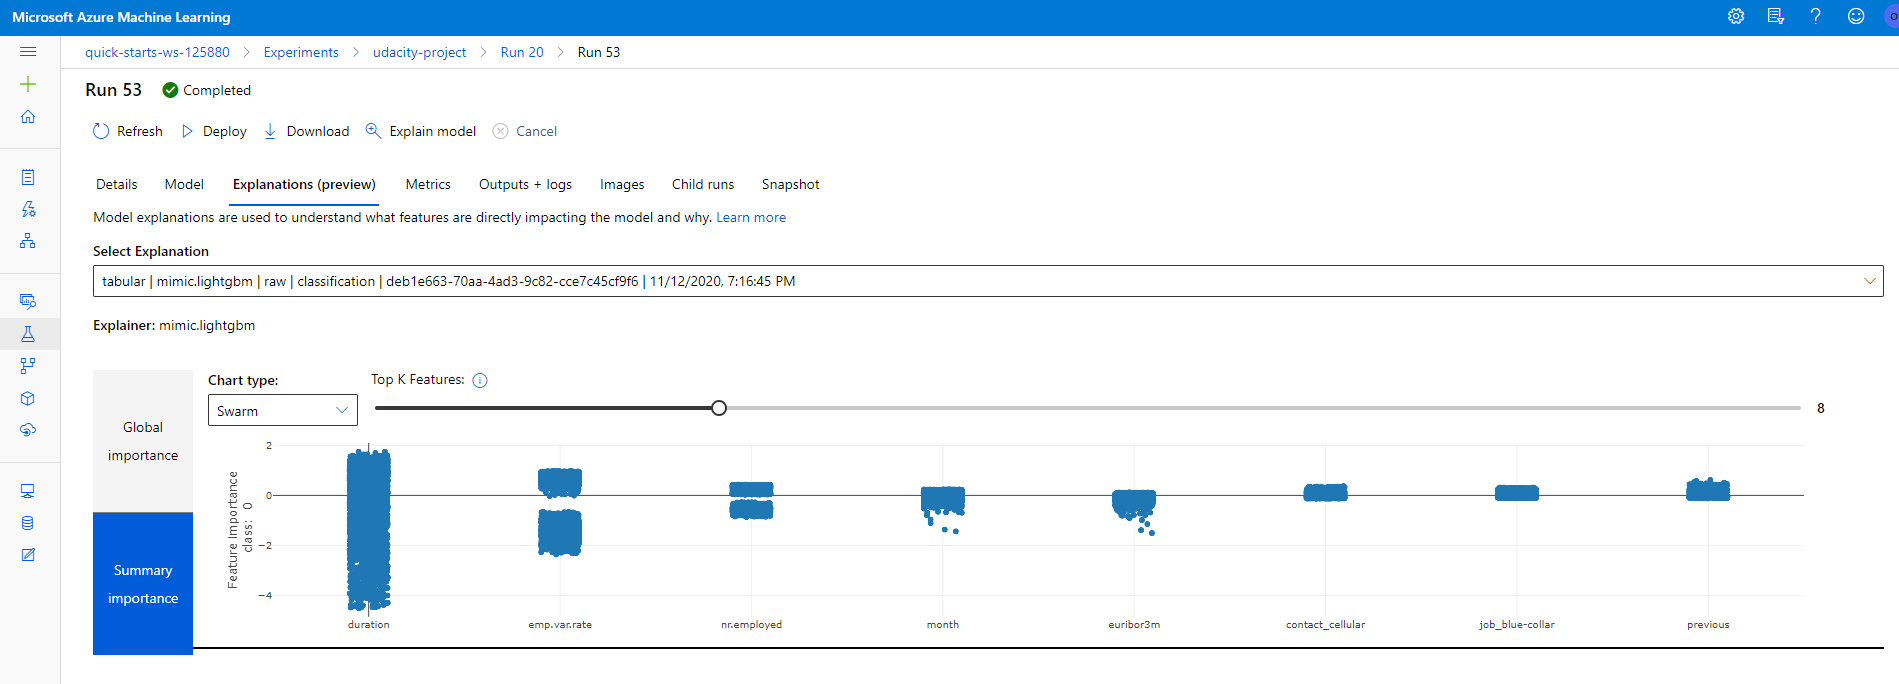 Microsoft Azure Machine Learning
quick-starts-ws-125880 > Experiments > udacity-project > Run 20 > Run 53
Run 53 Completed
Refresh Deploy Download Explain model Cancel
Details Model Explanations (preview) Metrics Outputs + logs Images Child runs Snapshot
Model explanations are used to understand what features are directly impacting the model and why. Learn more
Select Explanation
tabular | mimic.lightgbm | raw | classification | deb1e663-70aa-4ad3-9c82-cce7c45cf9f6 | 11/12/2020, 7:16:45 PM
Explainer: mimic.lightgbm
Global
importance
Summary
importance
Chart type:
Swarm
Top K Features:
8
Feature Importance
class: 0
2
0
−2
−4
duration emp.var.rate nr.employed month euribor3m contact_cellular job_blue-collar previous